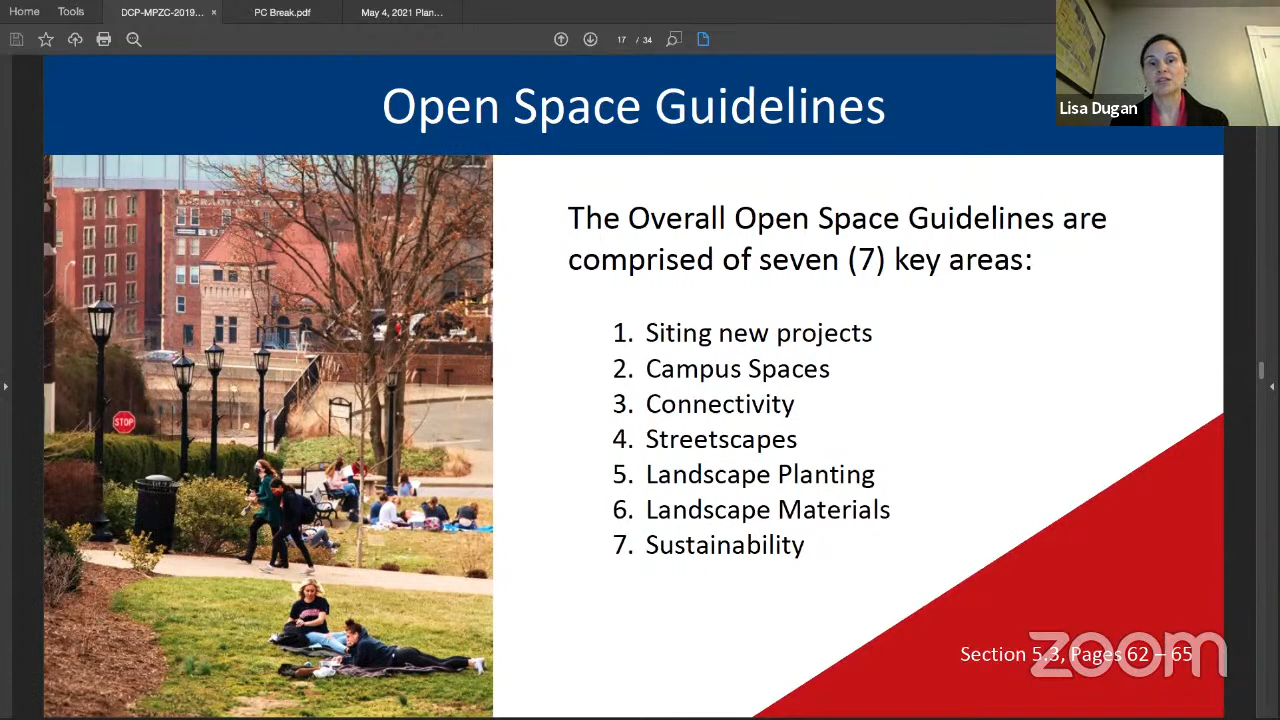 Home Tools DCP-MPZC-2019... × PC Break.pdf May 4, 2021 Plan...
17 / 34
Lisa Dugan
Open Space Guidelines
The Overall Open Space Guidelines are
comprised of seven (7) key areas:
1. Siting new projects
2. Campus Spaces
3. Connectivity
4. Streetscapes
5. Landscape Planting
6. Landscape Materials
7. Sustainability
STOP
Section 5.3, Pages 62 – 65
zoom